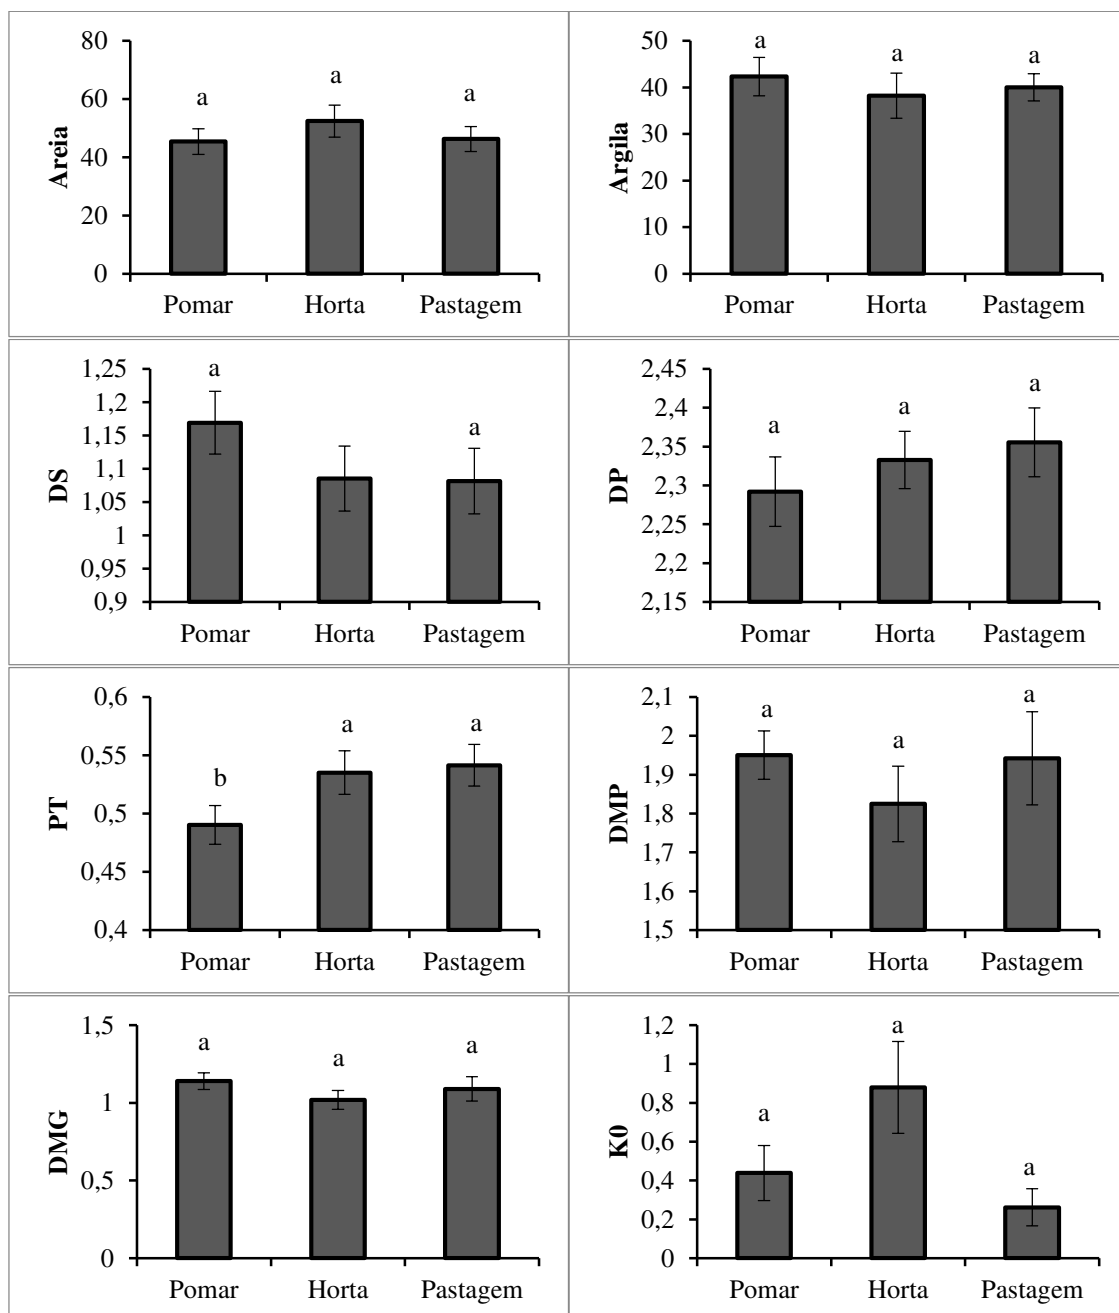 80
60
40
20
0
Areia
a
a
a
Pomar Horta Pastagem
50
40
30
20
10
0
Argila
a
a
a
Pomar Horta Pastagem
1,25
1,2
1,15
1,1
1,05
1
0,95
0,9
DS
a
a
Pomar Horta Pastagem
2,45
2,4
2,35
2,3
2,25
2,2
2,15
DP
a
a
a
Pomar Horta Pastagem
0,6
0,55
0,5
0,45
0,4
PT
b
a
a
Pomar Horta Pastagem
2,1
2
1,9
1,8
1,7
1,6
1,5
DMP
a
a
a
Pomar Horta Pastagem
1,5
1
0,5
0
DMG
a
a
a
Pomar Horta Pastagem
1,2
1
0,8
0,6
0,4
0,2
0
K0
a
a
a
Pomar Horta Pastagem